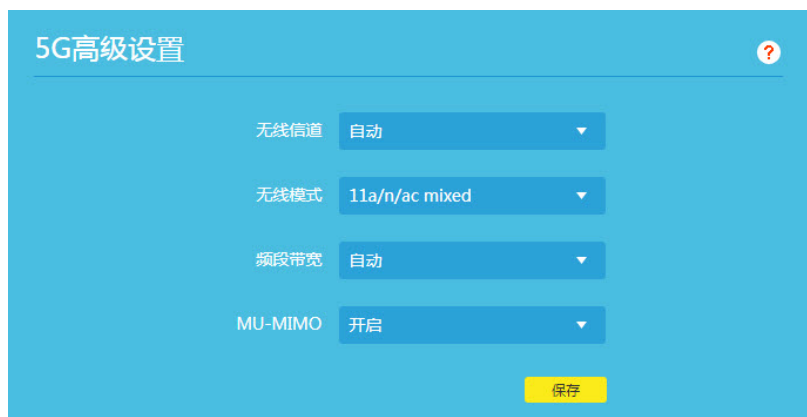 5G高级设置
?
无线信道 自动
无线模式 11a/n/ac mixed
频段带宽 自动
MU-MIMO 开启
保存